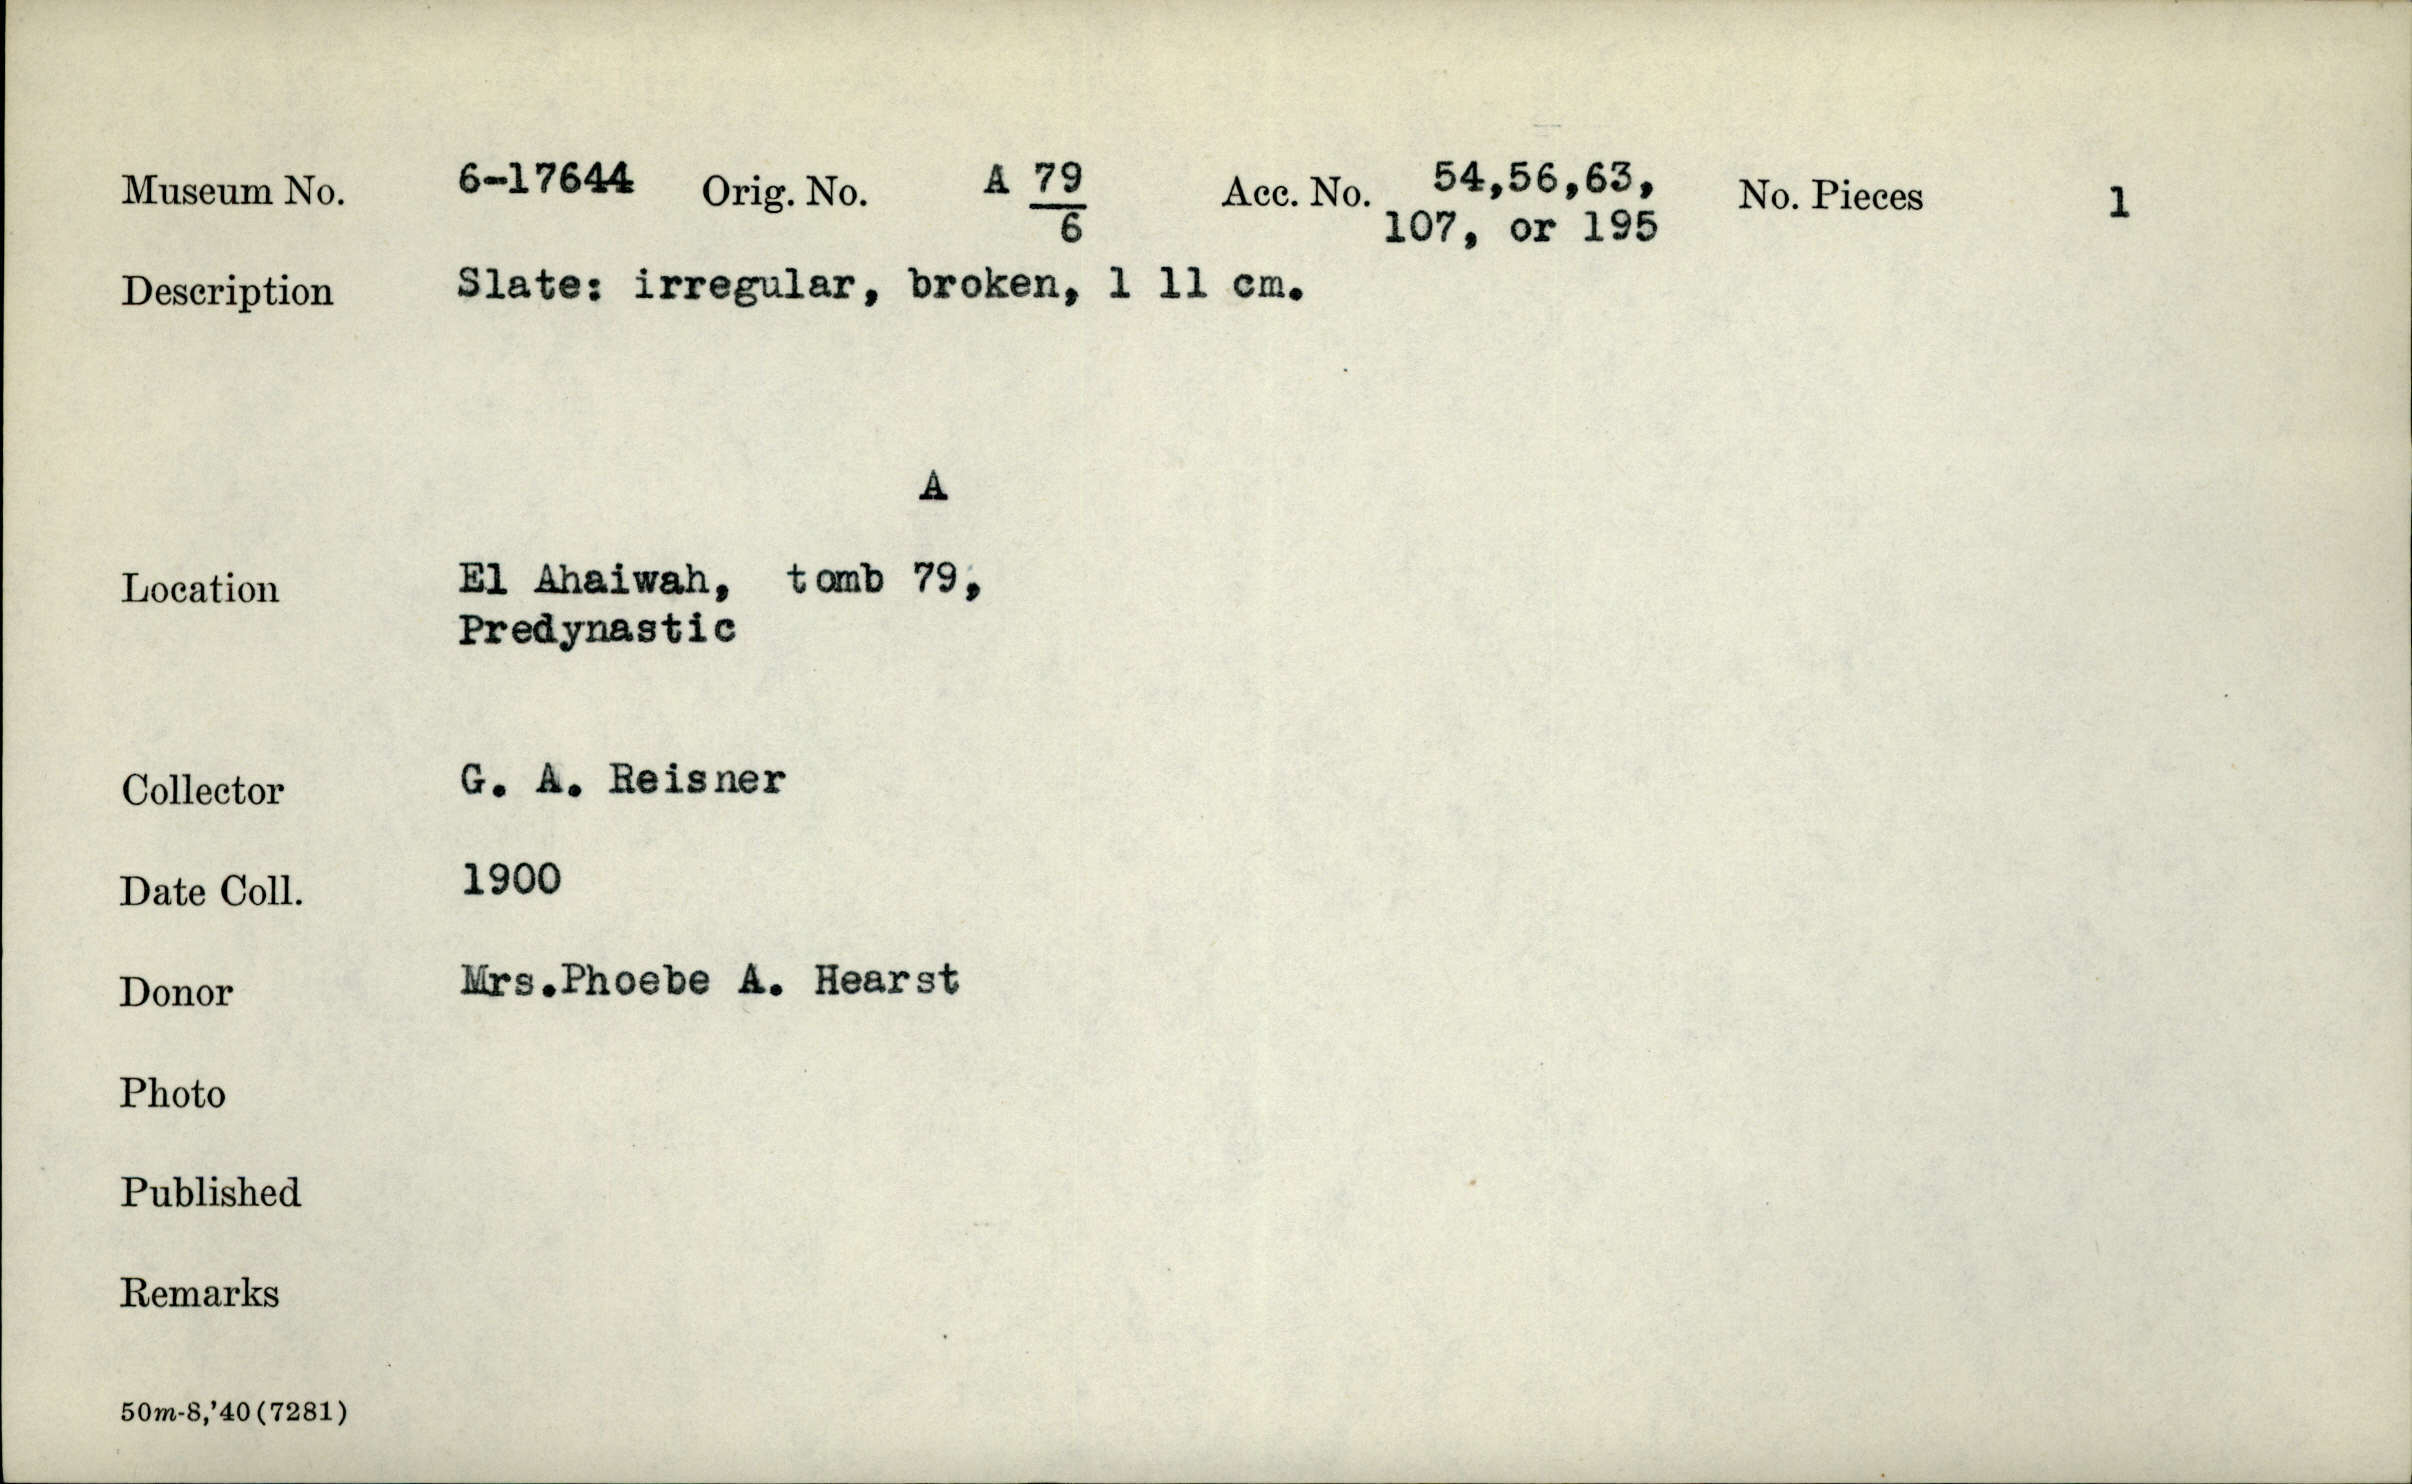 Museum No. 6-17644 Orig. No. A 79/6 Acc. No. 54,56,63, No. Pieces 1
107, or 195
Description Slate: irregular, broken, l 11 cm.
A
Location El Ahaiwah, tomb 79,
Predynastic
Collector G. A. Reisner
Date Coll. 1900
Donor Mrs.Phoebe A. Hearst
Photo
Published
Remarks
50m-8,'40(7281)